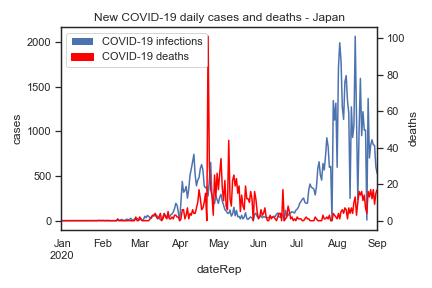 New COVID-19 daily cases and deaths - Japan
COVID-19 infections
COVID-19 deaths
cases
2000
1500
1000
500
0
deaths
100
80
60
40
20
0
Jan Feb Mar Apr May Jun Jul Aug Sep
2020
dateRep